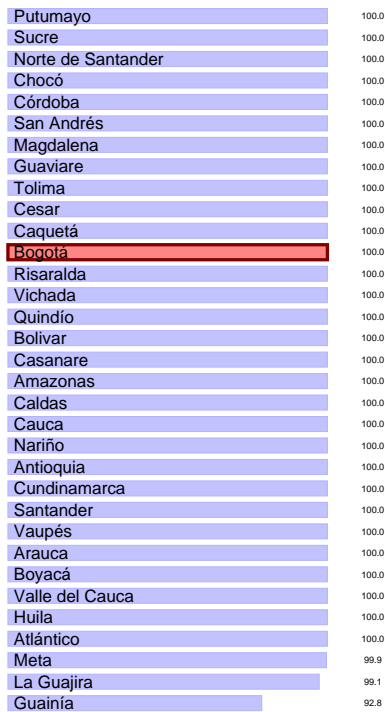 Putumayo 100.0
Sucre 100.0
Norte de Santander 100.0
Chocó 100.0
Córdoba 100.0
San Andrés 100.0
Magdalena 100.0
Guaviare 100.0
Tolima 100.0
Cesar 100.0
Caquetá 100.0
Bogotá 100.0
Risaralda 100.0
Vichada 100.0
Quindío 100.0
Bolivar 100.0
Casanare 100.0
Amazonas 100.0
Caldas 100.0
Cauca 100.0
Nariño 100.0
Antioquia 100.0
Cundinamarca 100.0
Santander 100.0
Vaupés 100.0
Arauca 100.0
Boyacá 100.0
Valle del Cauca 100.0
Huila 100.0
Atlántico 100.0
Meta 99.9
La Guajira 99.1
Guainía 92.8